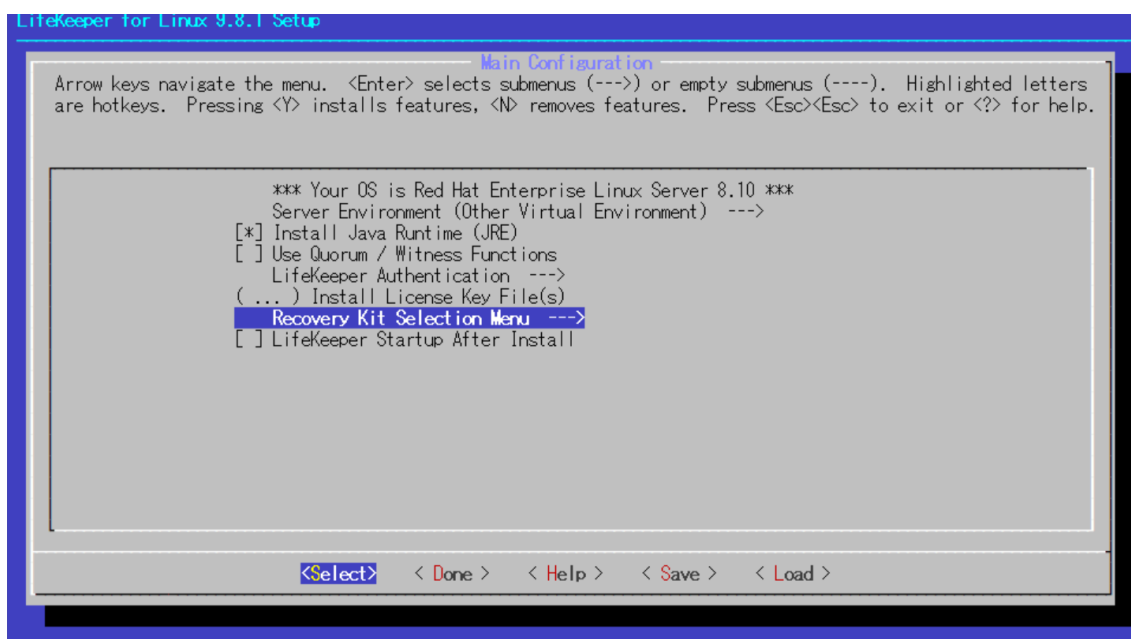 LifeKeeper for Linux 9.8.1 Setup
Main Configuration
Arrow keys navigate the menu.  <Enter> selects submenus (--->) or empty submenus (----).  Highlighted letters
are hotkeys.  Pressing <Y> installs features, <N> removes features.  Press <Esc><Esc> to exit or <?> for help.
*** Your OS is Red Hat Enterprise Linux Server 8.10 ***
Server Environment (Other Virtual Environment)  --->
[*] Install Java Runtime (JRE)
[ ] Use Quorum / Witness Functions
LifeKeeper Authentication  --->
( ... ) Install License Key File(s)
Recovery Kit Selection Menu  --->
[ ] LifeKeeper Startup After Install
<Select>    < Done >    < Help >    < Save >    < Load >